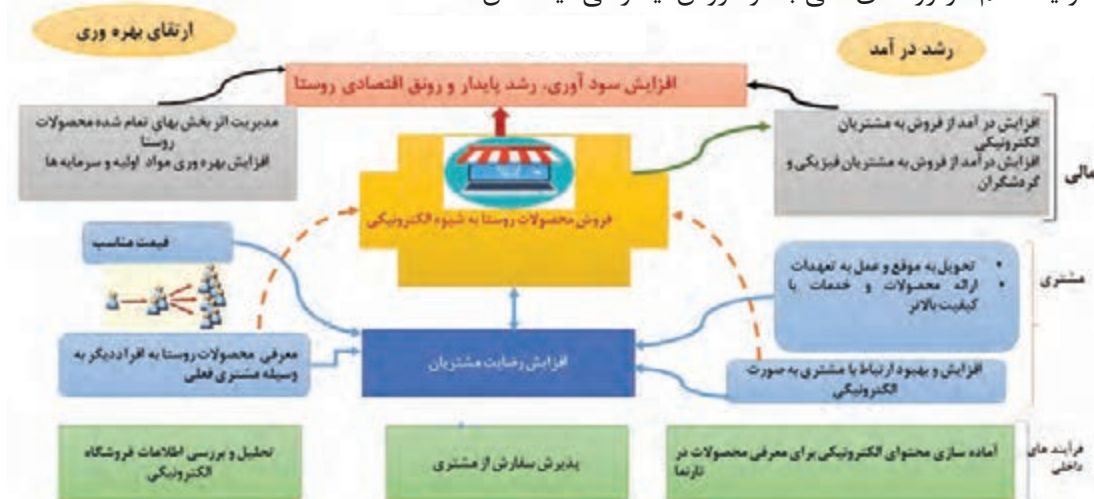 ارتقای بهره وری
رشد در آمد
افزایش سود آوری، رشد پایدار و رونق اقتصادی روستا
مدیریت اثر بخش بهای تمام شده محصولات
روستا
افزایش بهره وری مواد اولیه و سرمایه ها
افزایش در آمد از فروش به مشتریان
الکترونیکی
افزایش درآمد از فروش به مشتریان فیزیکی و
گردشگران
مالی
فروش محصولات روستا به شیوه الکترونیکی
قیمت مناسب
• تحویل به موقع و عمل به تعهدات
• ارائه محصولات و خدمات با
کیفیت بالاتر
مشتری
معرفی محصولات روستا به افراد دیگر به
وسیله مشتری فعلی
افزایش رضایت مشتریان
افزایش و بهبود ارتباط با مشتری به صورت
الکترونیکی
تحلیل و بررسی اطلاعات فروشگاه
الکترونیکی
پذیرش سفارش از مشتری
آماده سازی محتوای الکترونیکی برای معرفی محصولات در
تارنما
فرآیند های
داخلی